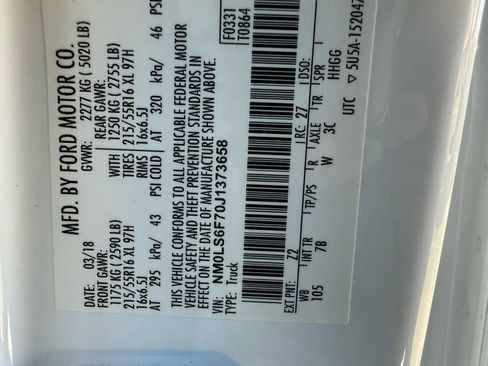 MFD. BY FORD MOTOR CO.
DATE: 03/18 GVWR: 2277 KG ( 5020 LB)
FRONT GAWR: REAR GAWR:
1175 KG ( 2590 LB) WITH 1250 KG ( 2755 LB)
215/55R16 XL 97H TIRES 215/55R16 XL 97H
16x6.5J RIMS 16x6.5J
AT 295 kPa/ 43 PSI COLD AT 320 kPa/ 46 PSI
THIS VEHICLE CONFORMS TO ALL APPLICABLE FEDERAL MOTOR
VEHICLE SAFETY AND THEFT PREVENTION STANDARDS IN
EFFECT ON THE DATE OF MANUFACTURE SHOWN ABOVE.
VIN: NM0LS6F70J1373658
TYPE: Truck
F0331
T0864
EXT PNT: Z2 RC: 27 DSO:
WB INT TR TP/PS R AXLE TR SPR
105 7B W 3C HHGG
UTC ▽ 5U5A-152047